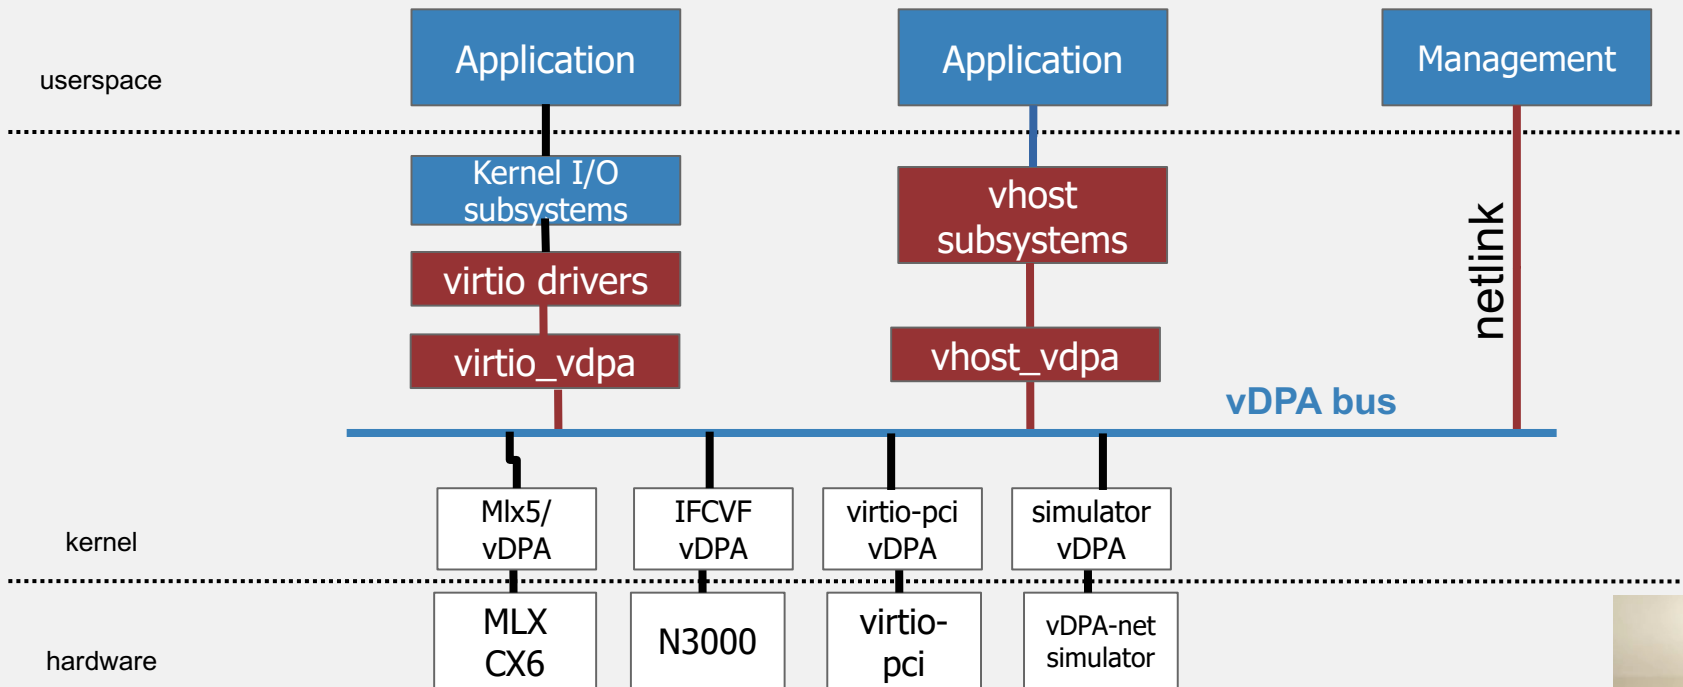 Application
Application
Management
userspace
Kernel I/O
subsystems
vhost
subsystems
netlink
virtio drivers
virtio_vdpa
vhost_vdpa
vDPA bus
Mlx5/
vDPA
IFCVF
vDPA
virtio-pci
vDPA
simulator
vDPA
kernel
MLX
CX6
N3000
virtio-
pci
vDPA-net
simulator
hardware